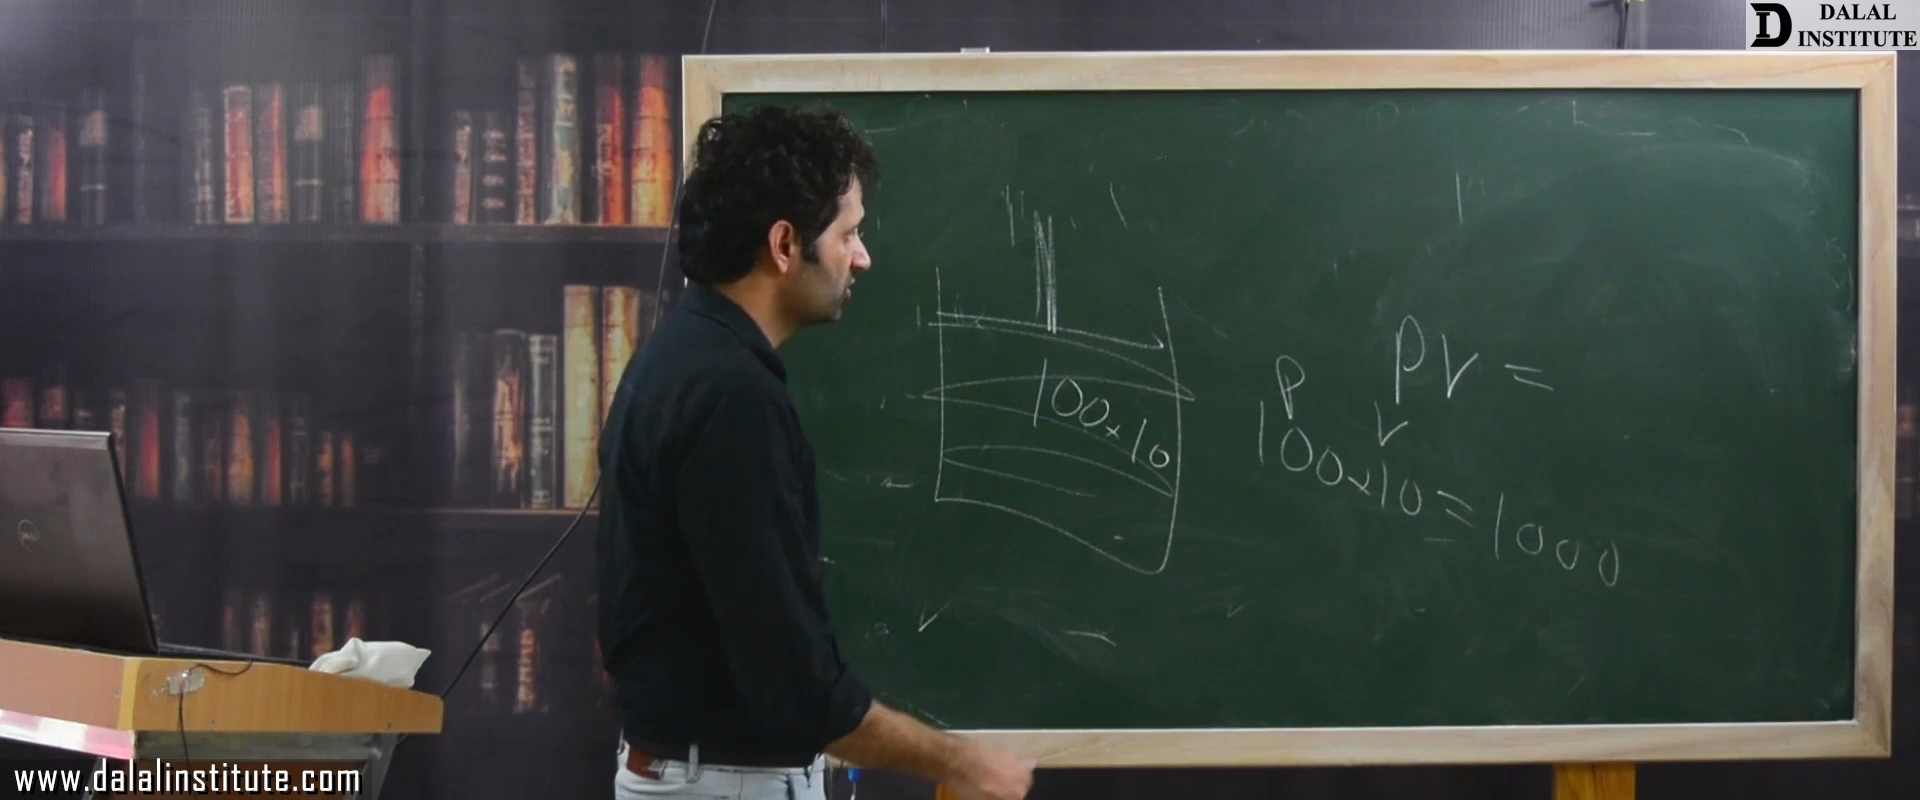 DALAL
INSTITUTE
PV =
P V
100×10=1000
100×10
www.dalalinstitute.com